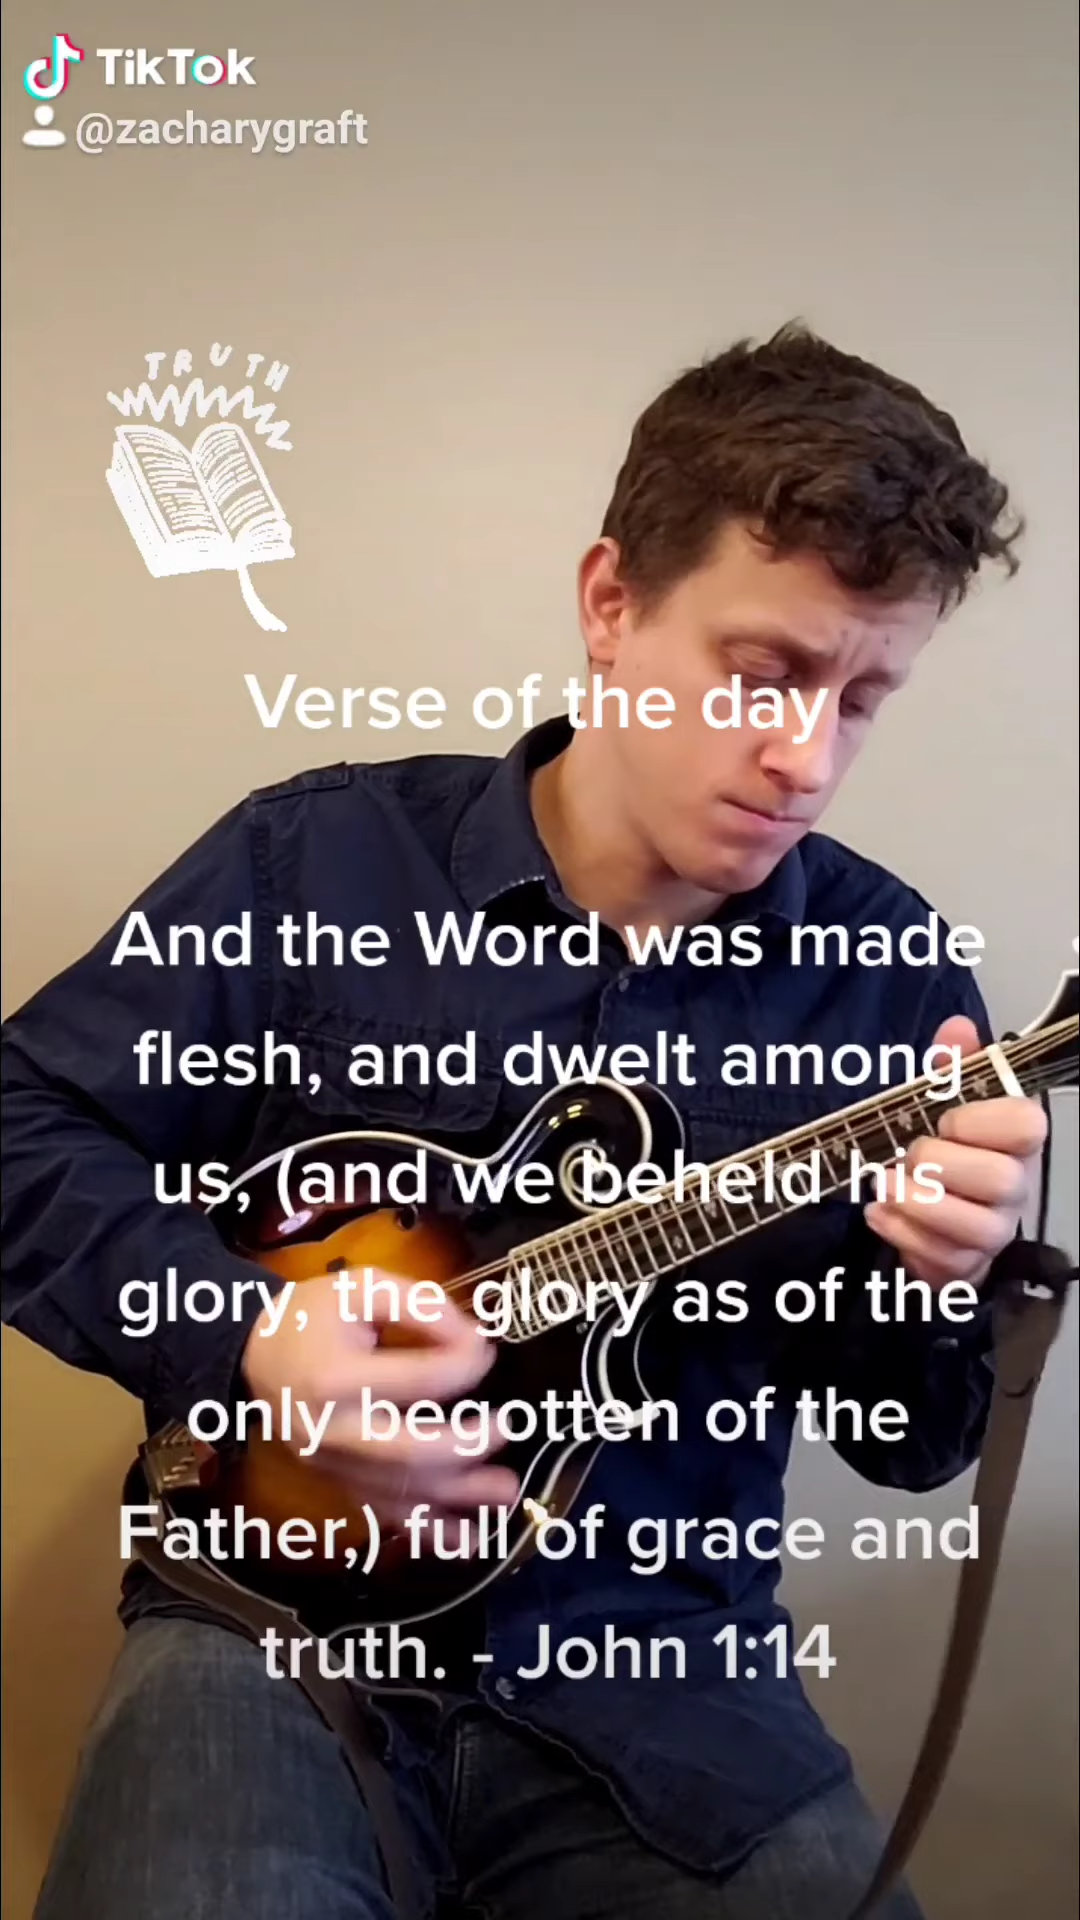 TikTok
@zacharygraft
TRUTH
Verse of the day
And the Word was made
flesh, and dwelt among
us, (and we beheld his
glory, the glory as of the
only begotten of the
Father,) full of grace and
truth. - John 1:14